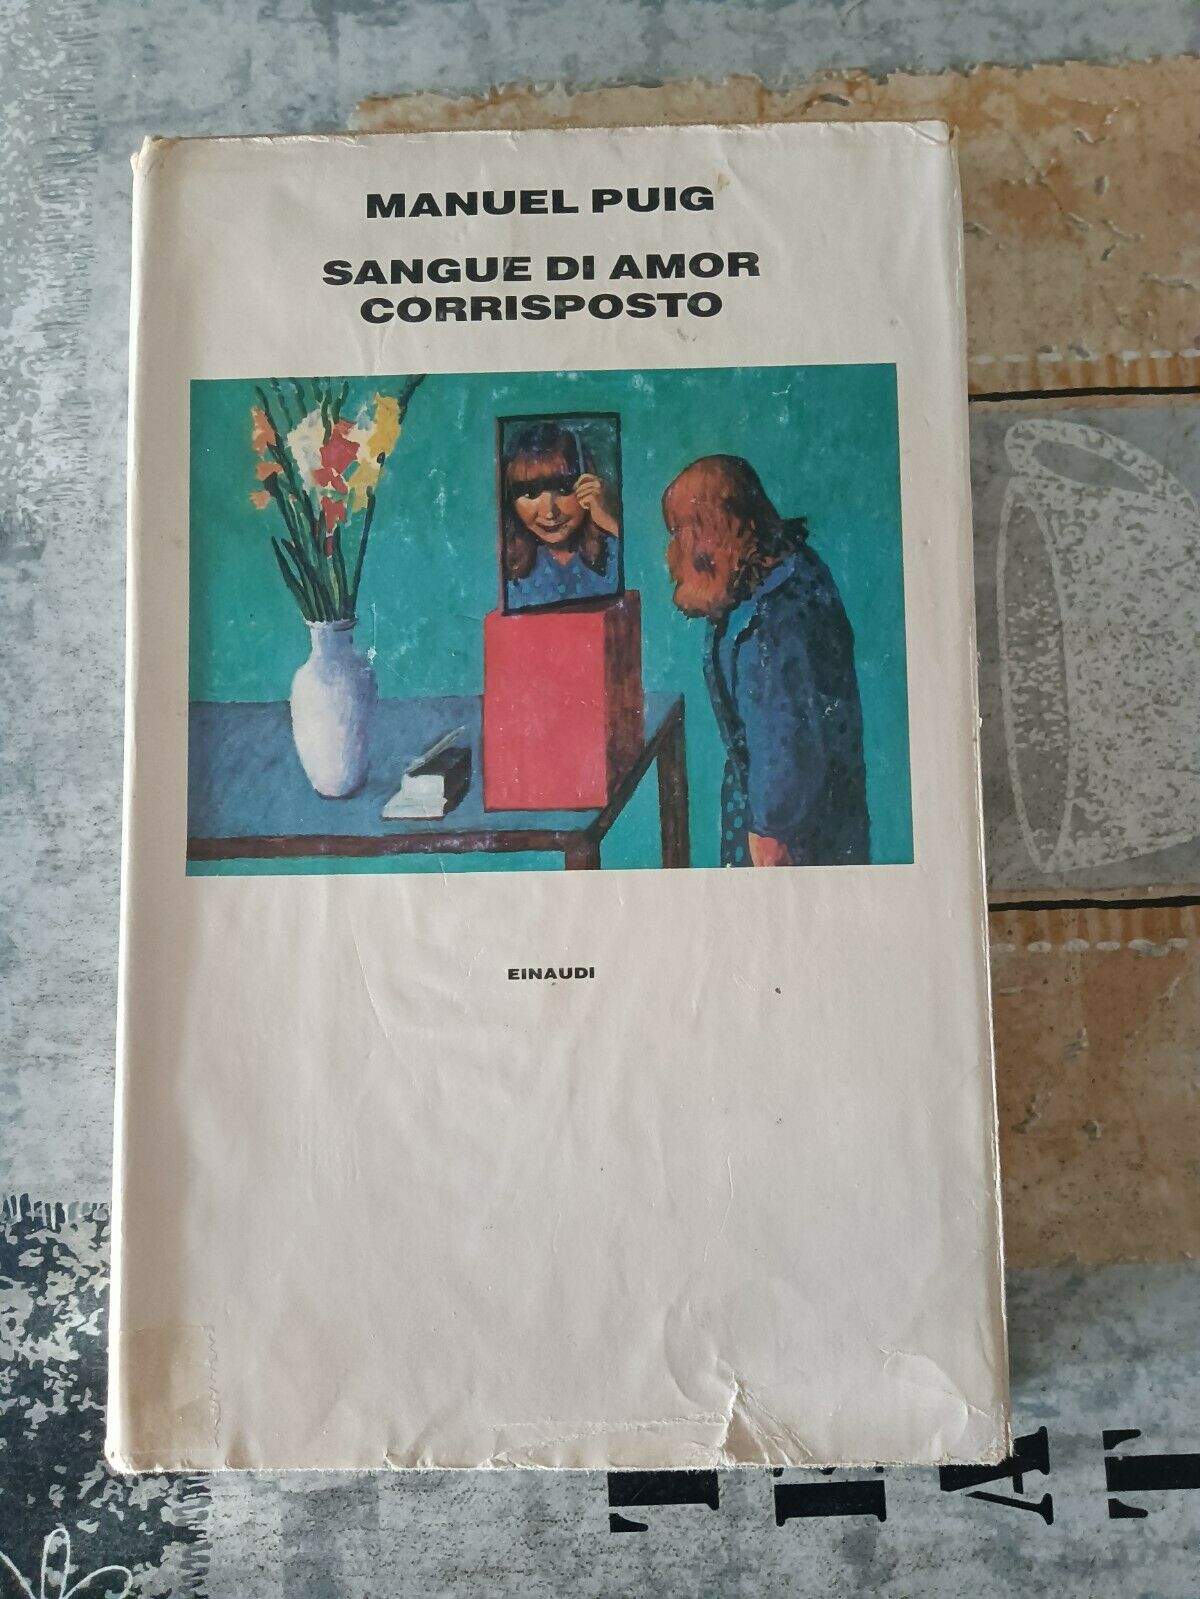 MANUEL PUIG
SANGUE DI AMOR
CORRISPOSTO
EINAUDI